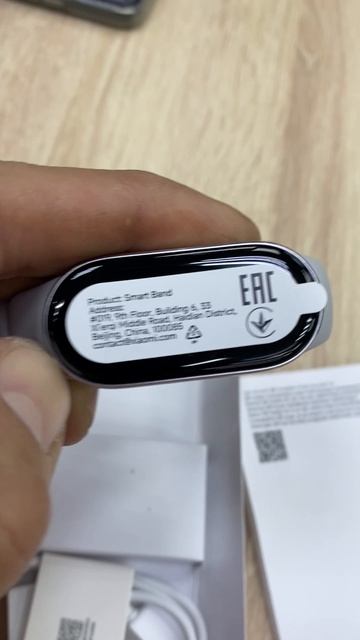 Product: Smart Band
Address:
#019, 9th Floor, Building 6, 33
Xi'erqi Middle Road, Haidian District,
Beijing, China, 100085
contact@xiaomi.com
EAC